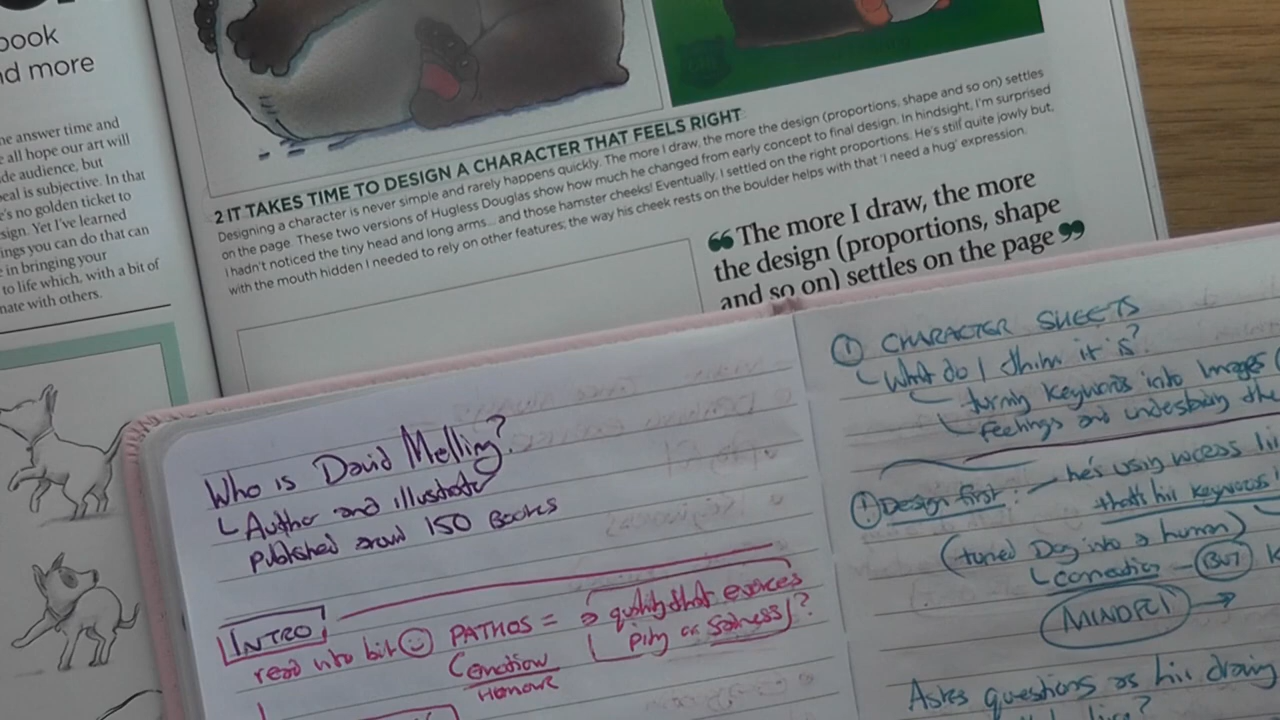 book
nd more
ne answer time and
e all hope our art will
de audience, but
peal is subjective. In that
e's no golden ticket to
sign. Yet I've learned
ings you can do that can
e in bringing your
to life which, with a bit of
nate with others.
2 IT TAKES TIME TO DESIGN A CHARACTER THAT FEELS RIGHT
Designing a character is never simple and rarely happens quickly. The more I draw, the more the design (proportions, shape and so on) settles
on the page. These two versions of Hugless Douglas show how much he changed from early concept to final design. In hindsight, I'm surprised
I hadn't noticed the tiny head and long arms... and those hamster cheeks! Eventually, I settled on the right proportions. He's still quite jowly but,
with the mouth hidden I needed to rely on other features; the way his cheek rests on the boulder helps with that 'I need a hug' expression.
“The more I draw, the more
the design (proportions, shape
and so on) settles on the page”
Who is David Melling?
Author and illustrator
published around 150 Books
INTRO
read into bit PATHOS = a quality that evokes
pity or sadness?
emotion
Humour
1 CHARACTER SHEETS
What do I think it is?
turning keywords into images (
feelings and understanding the
1 Design first: he's using process
that's his keywords
(turned Dog into a human)
connection - BUT
MINDFUL →
Asks questions as his drawing